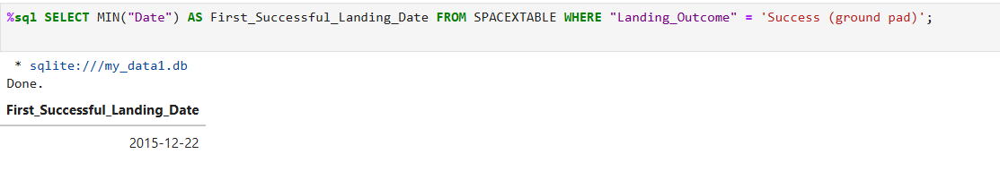 %sql SELECT MIN("Date") AS First_Successful_Landing_Date FROM SPACEXTABLE WHERE "Landing_Outcome" = 'Success (ground pad)';
* sqlite:///my_data1.db
Done.
First_Successful_Landing_Date
2015-12-22